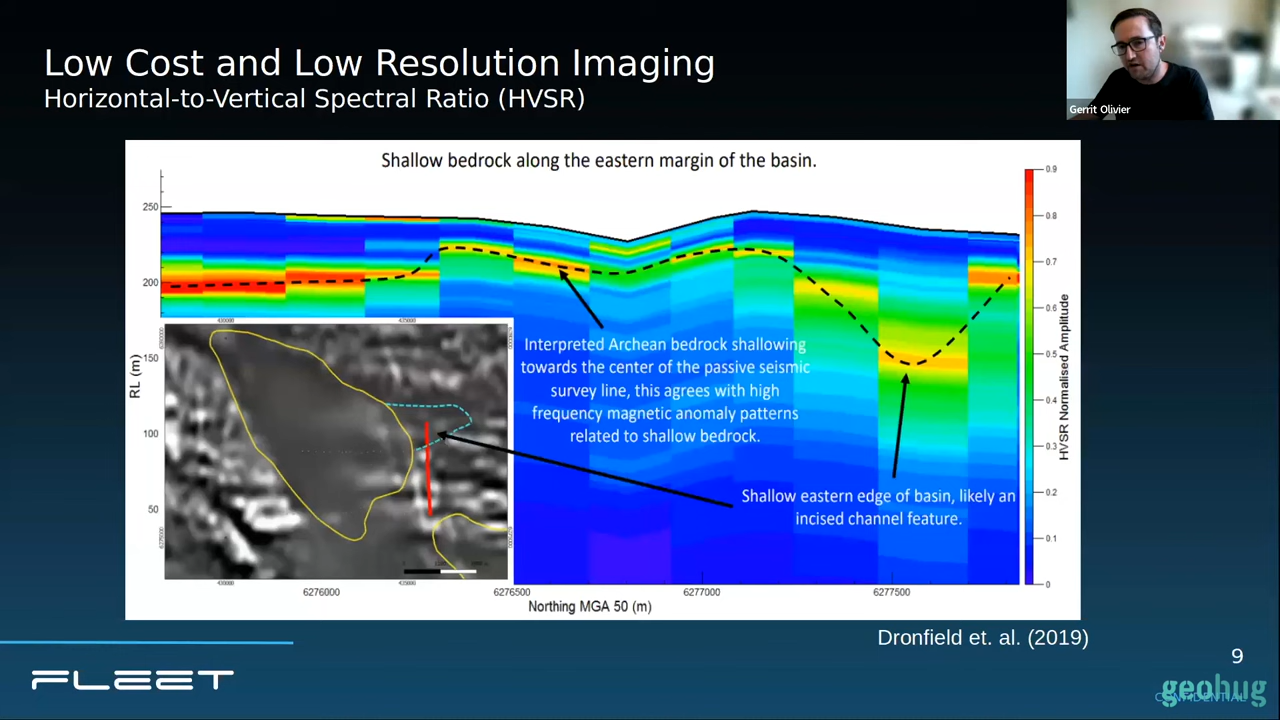 Low Cost and Low Resolution Imaging
Horizontal-to-Vertical Spectral Ratio (HVSR)
Gerrit Olivier
Shallow bedrock along the eastern margin of the basin.
250
200
150
100
50
RL (m)
Interpreted Archean bedrock shallowing
towards the center of the passive seismic
survey line, this agrees with high
frequency magnetic anomaly patterns
related to shallow bedrock.
Shallow eastern edge of basin, likely an
incised channel feature.
0.9
0.8
0.7
0.6
0.5
0.4
0.3
0.2
0.1
0
HVSR Normalised Amplitude
6276000
6276500
6277000
6277500
Northing MGA 50 (m)
Dronfield et. al. (2019)
9
FLEET
geohug
CONFIDENTIAL